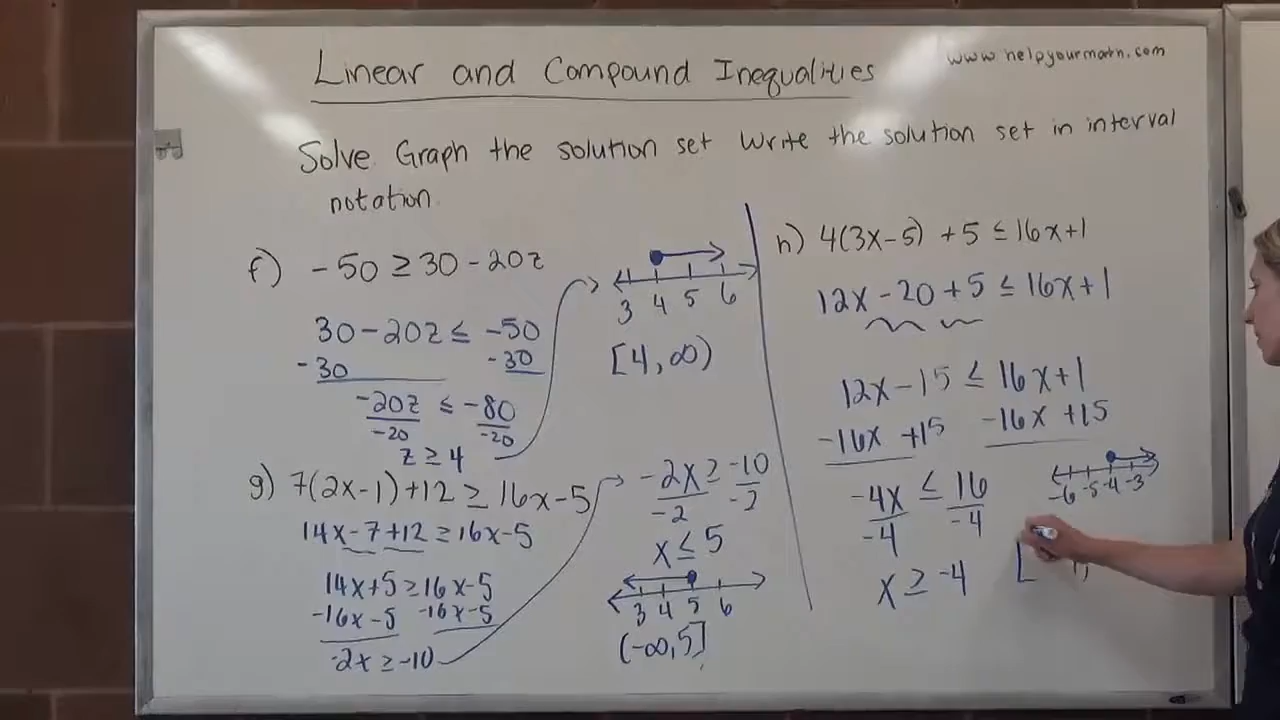 www.helpyourmath.com
Linear and Compound Inequalities
Solve. Graph the solution set. Write the solution set in interval
notation.
f) -50 ≥ 30 - 20z
30 - 20z ≤ -50
-30 -30
-20z ≤ -80
-20 -20
z ≥ 4
3 4 5 6
[4, ∞)
g) 7(2x-1) + 12 ≥ 16x - 5
14x - 7 + 12 ≥ 16x - 5
14x + 5 ≥ 16x - 5
-16x - 5 -16x - 5
-2x ≥ -10
-2x ≥ -10
-2 -2
x ≤ 5
3 4 5 6
(-∞, 5]
h) 4(3x-5) + 5 ≤ 16x + 1
12x - 20 + 5 ≤ 16x + 1
12x - 15 ≤ 16x + 1
-16x + 15 -16x + 15
-4x ≤ 16
-4 -4
x ≥ -4
-6 -5 -4 -3
[